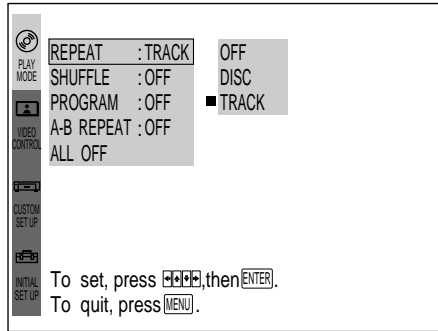 PLAY
MODE
VIDEO
CONTROL
CUSTOM
SET UP
INITIAL
SET UP
REPEAT : TRACK
SHUFFLE : OFF
PROGRAM : OFF
A-B REPEAT : OFF
ALL OFF
OFF
DISC
TRACK
To set, press ,then ENTER.
To quit, press MENU.